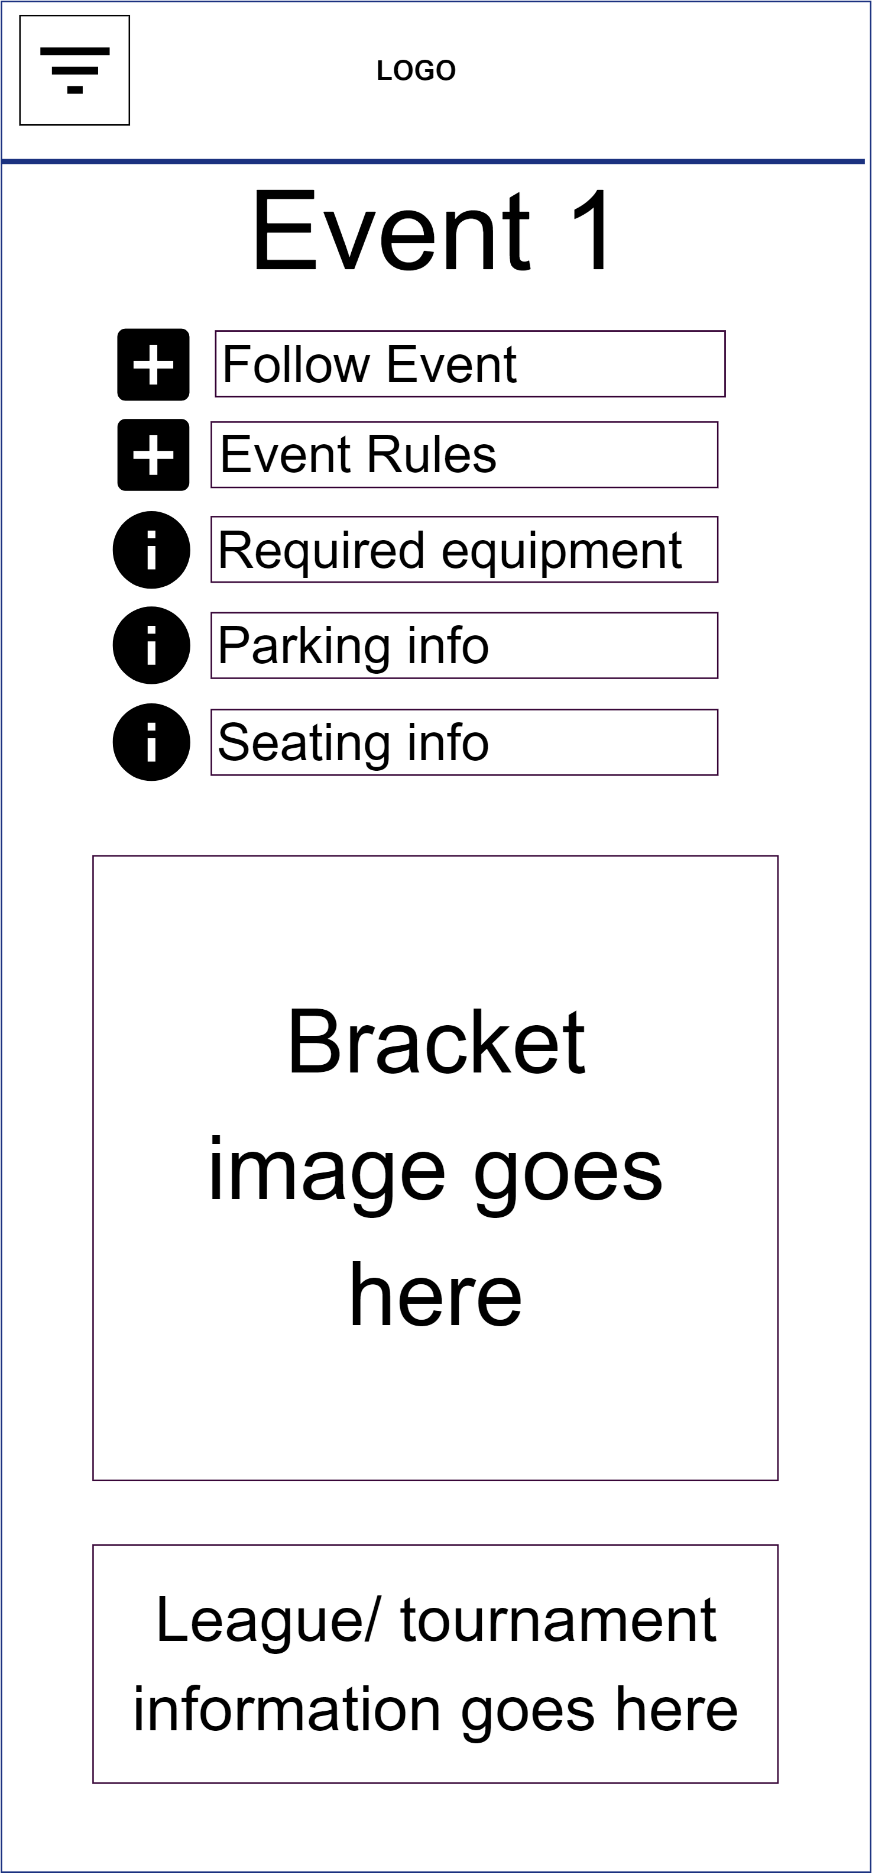 LOGO
Event 1
Follow Event
Event Rules
Required equipment
Parking info
Seating info
Bracket
image goes
here
League/ tournament
information goes here